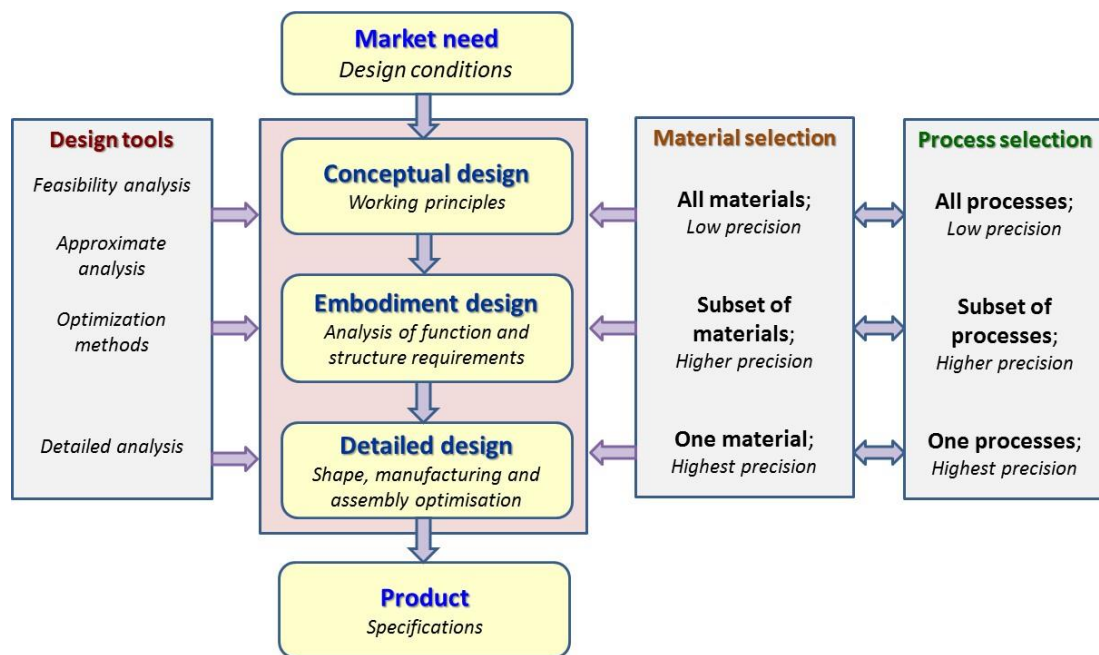 Market need
Design conditions
Design tools
Feasibility analysis
Approximate
analysis
Optimization
methods
Detailed analysis
Conceptual design
Working principles
Embodiment design
Analysis of function and
structure requirements
Detailed design
Shape, manufacturing and
assembly optimisation
Product
Specifications
Material selection
All materials;
Low precision
Subset of
materials;
Higher precision
One material;
Highest precision
Process selection
All processes;
Low precision
Subset of
processes;
Higher precision
One processes;
Highest precision